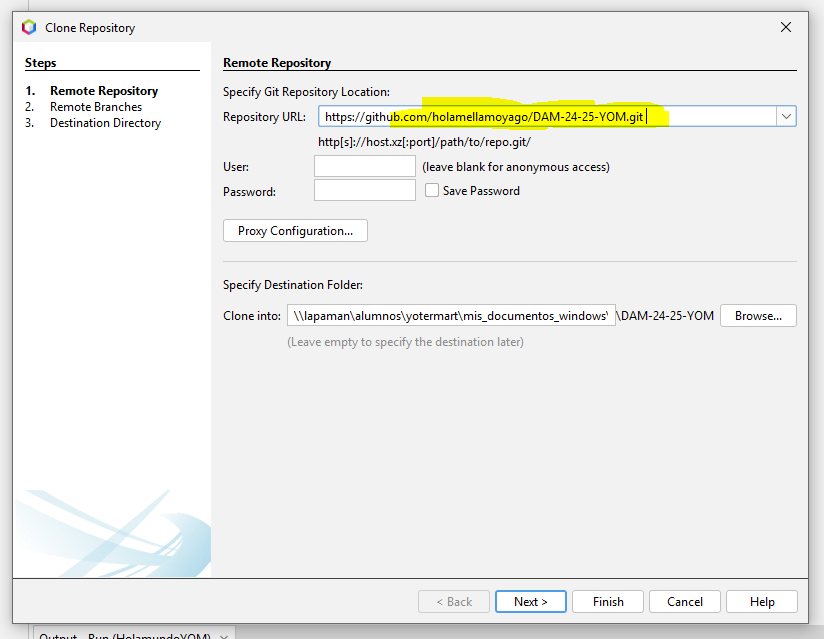 Clone Repository
Steps
1. Remote Repository
2. Remote Branches
3. Destination Directory
Remote Repository
Specify Git Repository Location:
Repository URL: https://github.com/holamellamoyago/DAM-24-25-YOM.git
http[s]://host.xz[:port]/path/to/repo.git/
User: (leave blank for anonymous access)
Password: Save Password
Proxy Configuration...
Specify Destination Folder:
Clone into: \\lapaman\alumnos\yotermart\mis_documentos_windows\ \DAM-24-25-YOM Browse...
(Leave empty to specify the destination later)
< Back Next > Finish Cancel Help
Output - Run (HolamundoYOM)